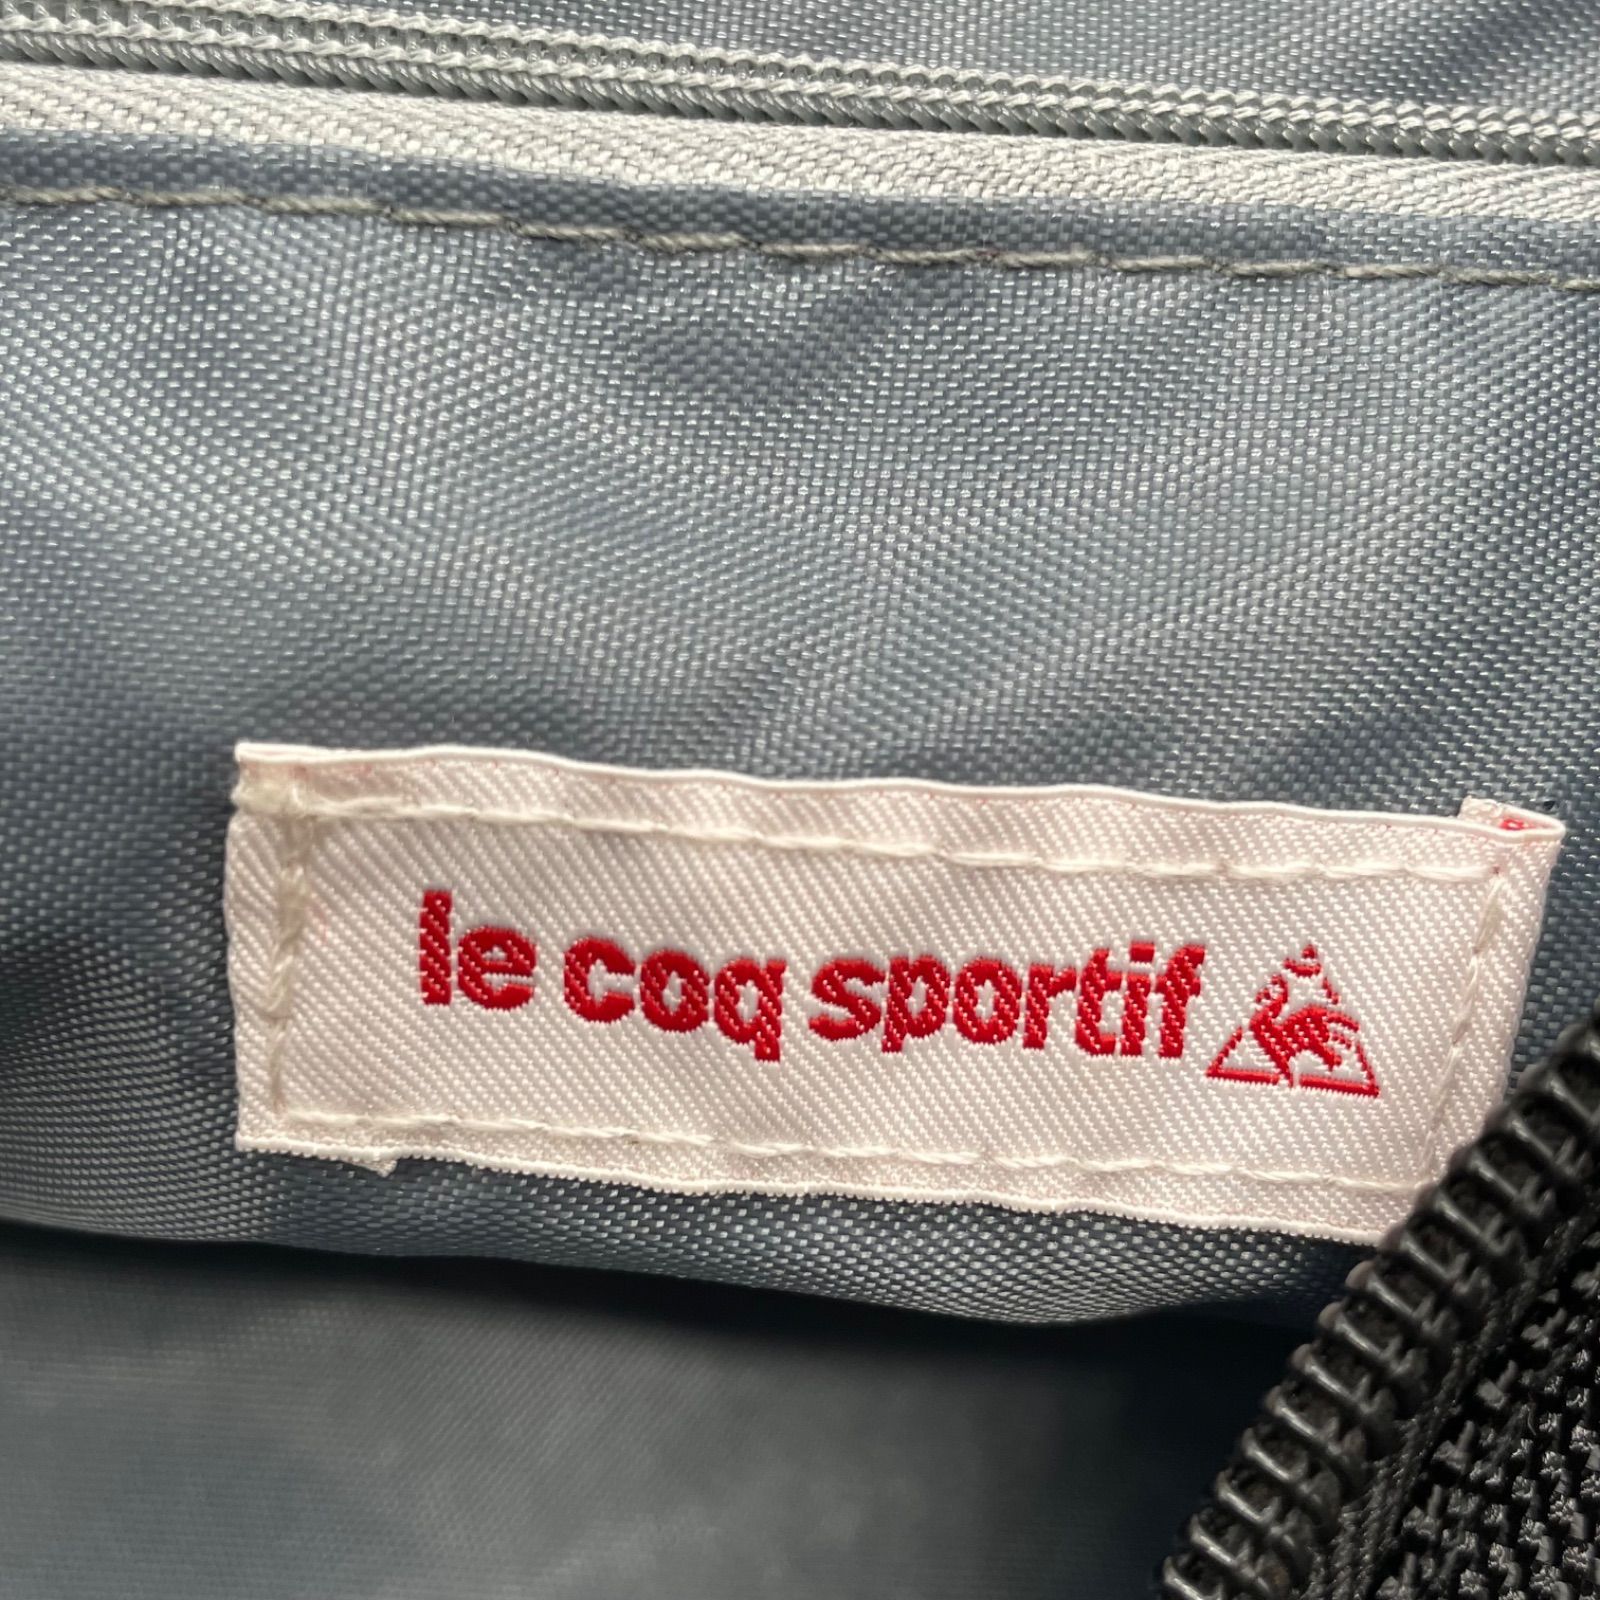 le coq sportif